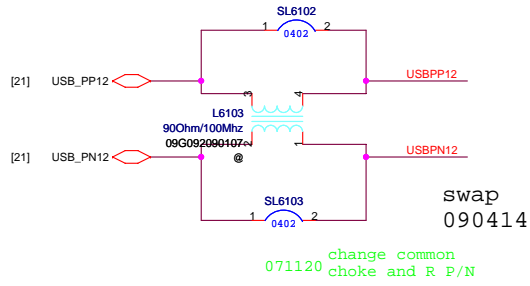 SL6102
1 2
0402
[21] USB_PP12 USBPP12
3 4
L6103
90Ohm/100Mhz
09G092090107
2 1
@
[21] USB_PN12 USBPN12
SL6103
1 2
0402
swap
090414
071120 change common
choke and R P/N